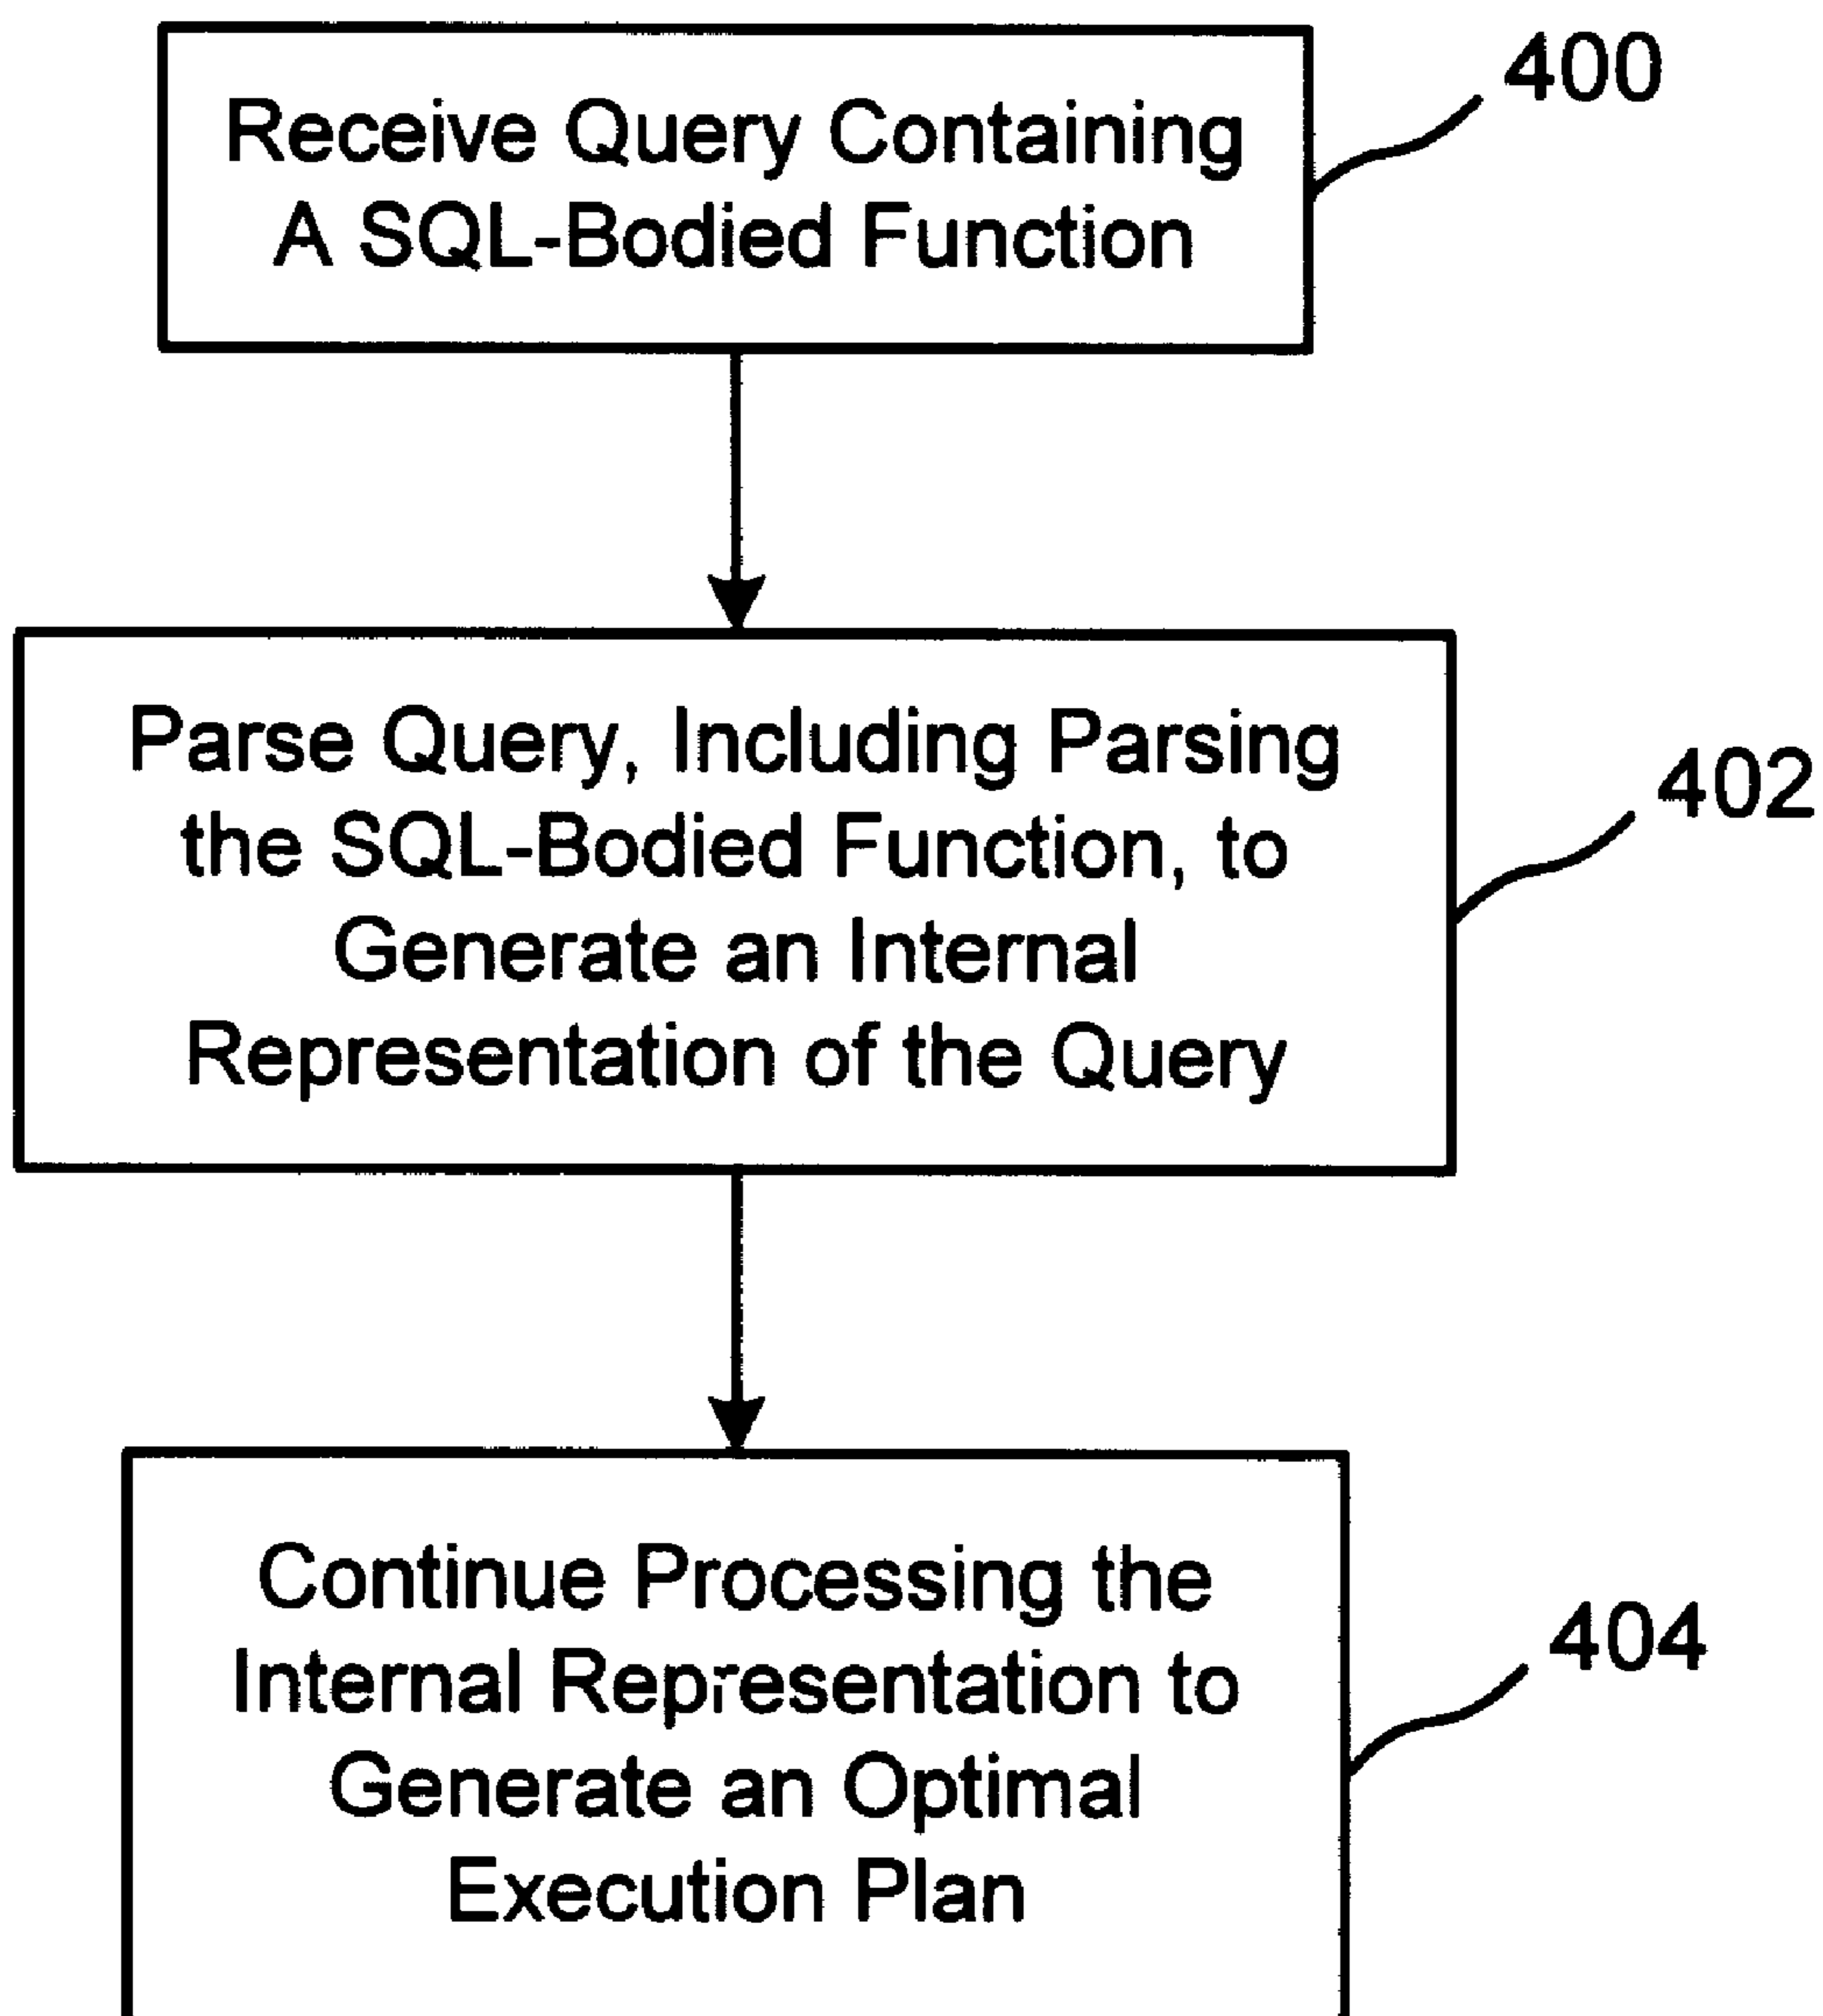 Receive Query Containing
A SQL-Bodied Function
400
Parse Query, Including Parsing
the SQL-Bodied Function, to
Generate an Internal
Representation of the Query
402
Continue Processing the
Internal Representation to
Generate an Optimal
Execution Plan
404